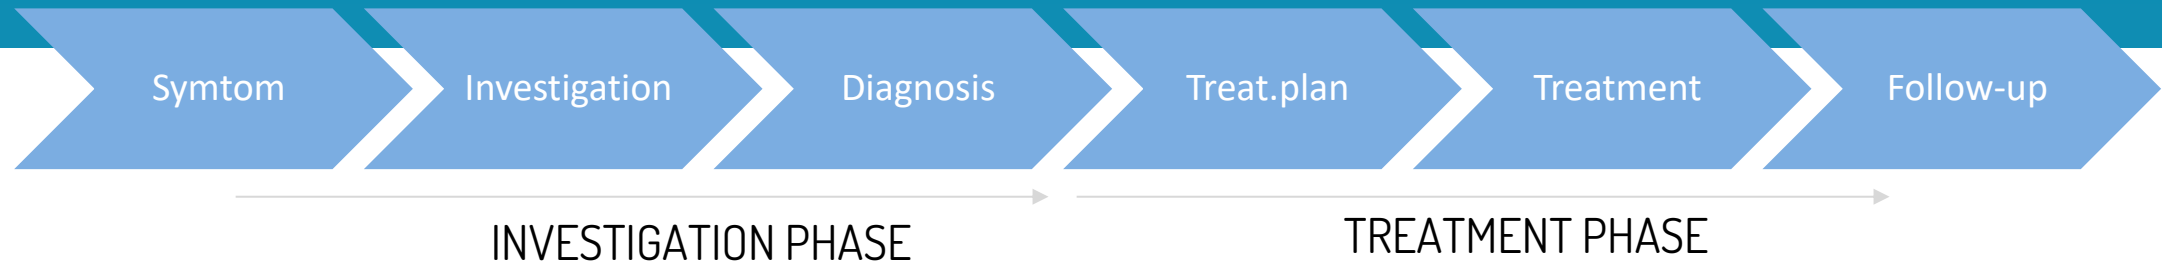 Symtom
Investigation
Diagnosis
Treat.plan
Treatment
Follow-up
INVESTIGATION PHASE
TREATMENT PHASE